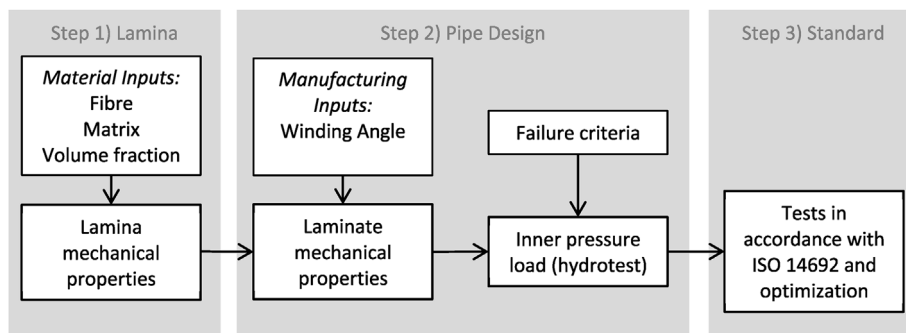 Step 1) Lamina
Material Inputs:
Fibre
Matrix
Volume fraction
Lamina
mechanical
properties
Step 2) Pipe Design
Manufacturing
Inputs:
Winding Angle
Laminate
mechanical
properties
Failure criteria
Inner pressure
load (hydrotest)
Step 3) Standard
Tests in
accordance with
ISO 14692 and
optimization